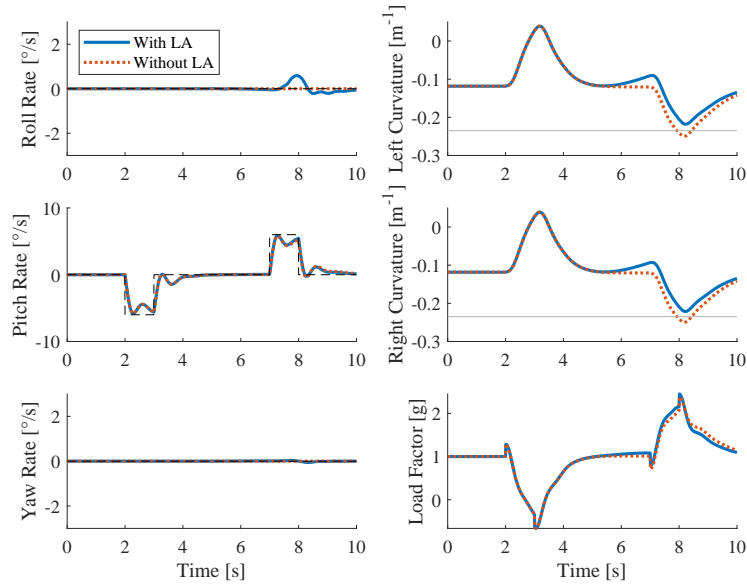 Roll Rate [°/s]
2
0
-2
With LA
Without LA
0 2 4 6 8 10
Left Curvature [m-1]
0
-0.1
-0.2
-0.3
0 2 4 6 8 10
Pitch Rate [°/s]
10
0
-10
0 2 4 6 8 10
Right Curvature [m-1]
0
-0.1
-0.2
-0.3
0 2 4 6 8 10
Yaw Rate [°/s]
2
0
-2
0 2 4 6 8 10
Time [s]
Load Factor [g]
2
1
0
0 2 4 6 8 10
Time [s]